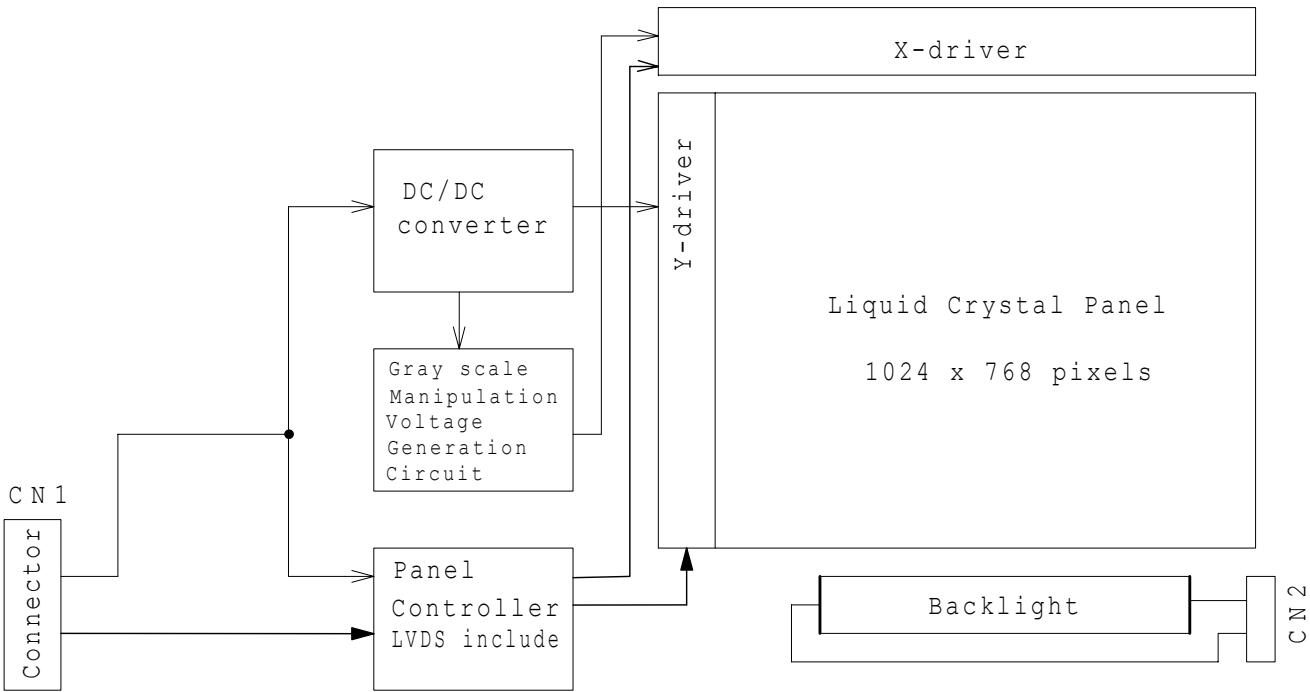 X-driver
Y-driver
DC/DC
converter
Liquid Crystal Panel
1024 x 768 pixels
Gray scale
Manipulation
Voltage
Generation
Circuit
CN1
Connector
Panel
Controller
LVDS include
Backlight
CN2